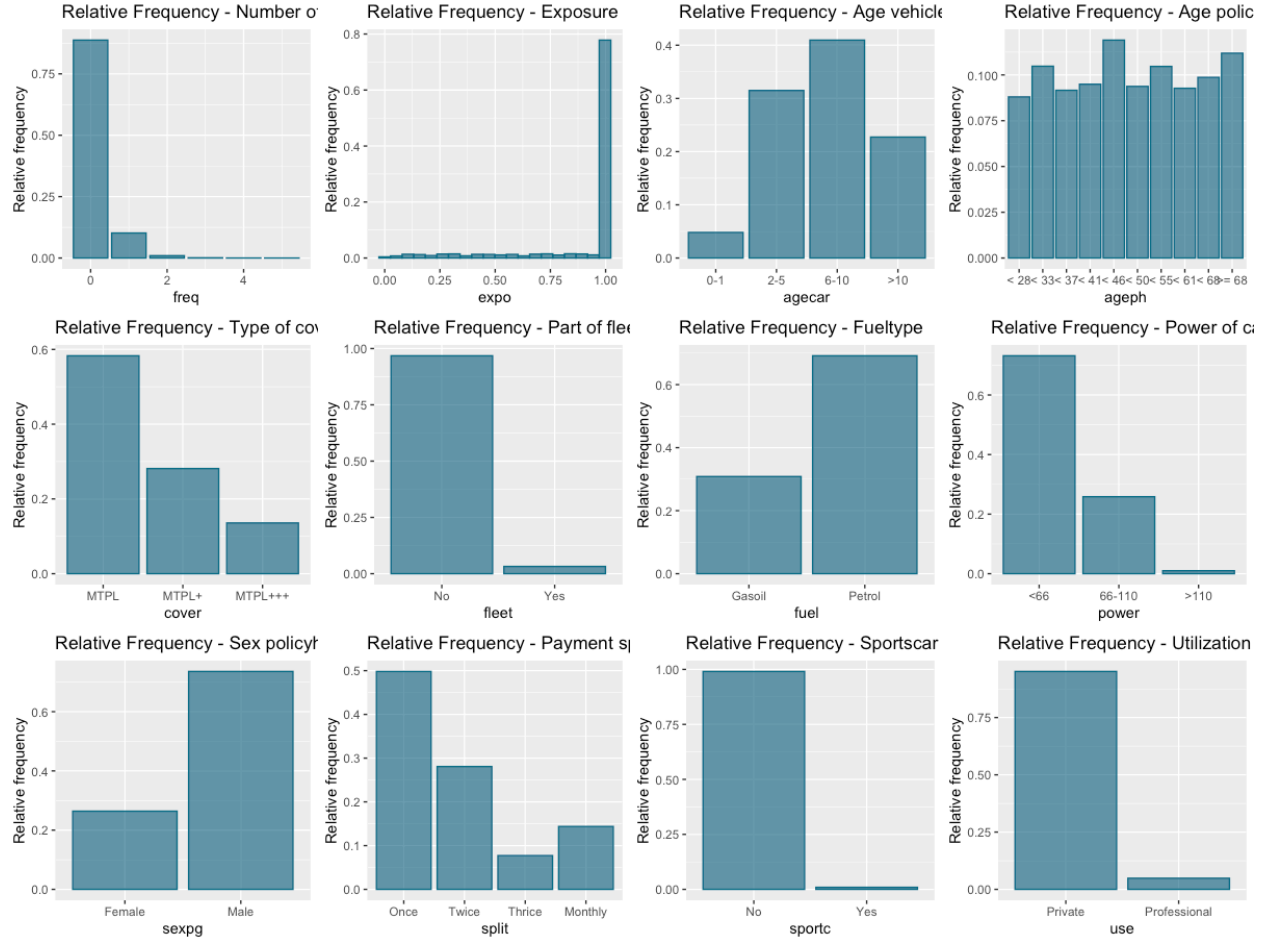 Relative Frequency - Number of
Relative frequency
0.75
0.50
0.25
0.00
0 2 4
freq
Relative Frequency - Exposure
Relative frequency
0.8
0.6
0.4
0.2
0.0
0.00 0.25 0.50 0.75 1.00
expo
Relative Frequency - Age vehicle
Relative frequency
0.4
0.3
0.2
0.1
0.0
0-1 2-5 6-10 >10
agecar
Relative Frequency - Age polic
Relative frequency
0.100
0.075
0.050
0.025
0.000
< 28 < 33 < 37 < 41 < 46 < 50 < 55 < 61 < 68 >= 68
ageph
Relative Frequency - Type of cov
Relative frequency
0.6
0.4
0.2
0.0
MTPL MTPL+ MTPL+++
cover
Relative Frequency - Part of flee
Relative frequency
1.00
0.75
0.50
0.25
0.00
No Yes
fleet
Relative Frequency - Fueltype
Relative frequency
0.6
0.4
0.2
0.0
Gasoil Petrol
fuel
Relative Frequency - Power of ca
Relative frequency
0.6
0.4
0.2
0.0
<66 66-110 >110
power
Relative Frequency - Sex policyh
Relative frequency
0.6
0.4
0.2
0.0
Female Male
sexpg
Relative Frequency - Payment sp
Relative frequency
0.5
0.4
0.3
0.2
0.1
0.0
Once Twice Thrice Monthly
split
Relative Frequency - Sportscar
Relative frequency
1.00
0.75
0.50
0.25
0.00
No Yes
sportc
Relative Frequency - Utilization
Relative frequency
0.75
0.50
0.25
0.00
Private Professional
use